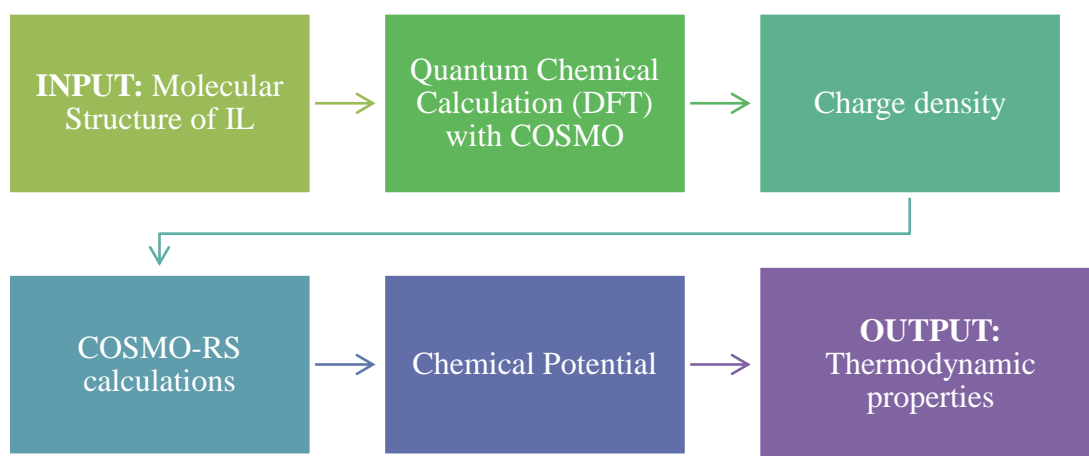 INPUT: Molecular
Structure of IL
Quantum Chemical
Calculation (DFT)
with COSMO
Charge density
COSMO-RS
calculations
Chemical Potential
OUTPUT:
Thermodynamic
properties